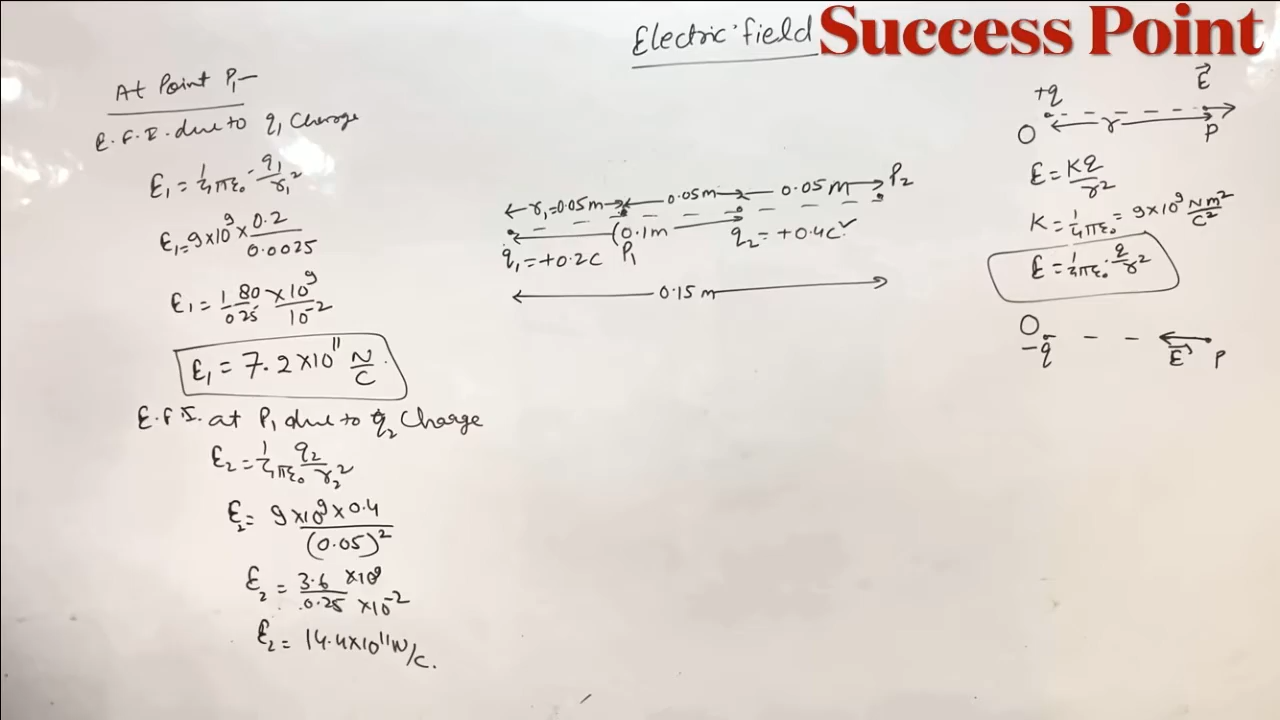 Electric field
Success Point
At Point P₁–
E.F.I. due to q₁ Charge
E₁ = 1/4πε₀ · q₁/r₁²
E₁ = 9×10⁹ × 0.2 / 0.0025
E₁ = 1.80 × 10⁹ / 0.25 10⁻²
E₁ = 7.2 × 10¹¹ N/C
E.F.I. at P₁ due to q₂ Charge
E₂ = 1/4πε₀ q₂/r₂²
E₂ = 9×10⁹ × 0.4 / (0.05)²
E₂ = 3.6 ×10⁹ / 0.25 ×10⁻²
E₂ = 14.4×10¹¹ N/C.
r₁=0.05m 0.05m 0.05m P₂
(0.1m
q₁ = +0.2C P₁ q₂ = +0.4C
0.15 m
+q E⃗
O r P
E = Kq/r²
K = 1/4πε₀ = 9×10⁹ Nm²/C²
E = 1/4πε₀ · q/r²
O
−q E⃗ P